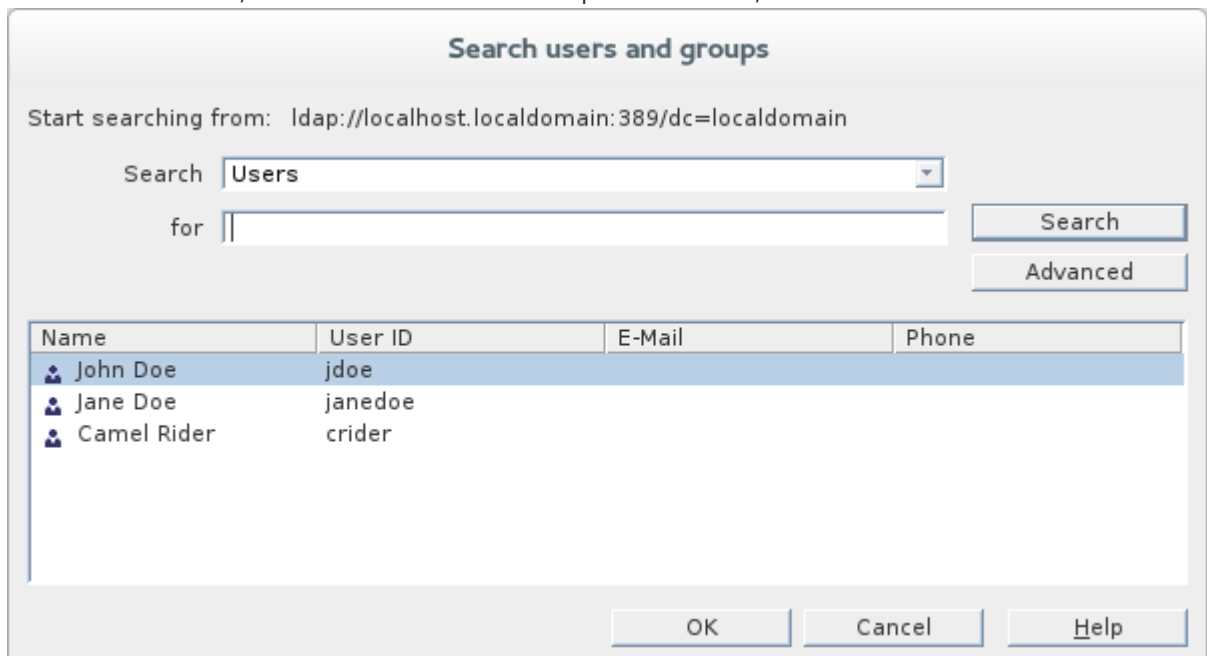 Search users and groups
Start searching from: ldap://localhost.localdomain:389/dc=localdomain
Search Users
for
Search
Advanced
Name User ID E-Mail Phone
John Doe jdoe
Jane Doe janedoe
Camel Rider crider
OK Cancel Help